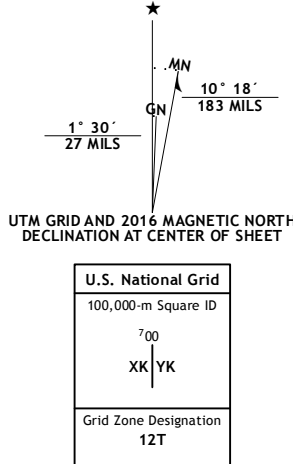 ★
MN
GN
10° 18´
183 MILS
1° 30´
27 MILS
UTM GRID AND 2016 MAGNETIC NORTH
DECLINATION AT CENTER OF SHEET
U.S. National Grid
100,000-m Square ID
⁷00
XK YK
Grid Zone Designation
12T